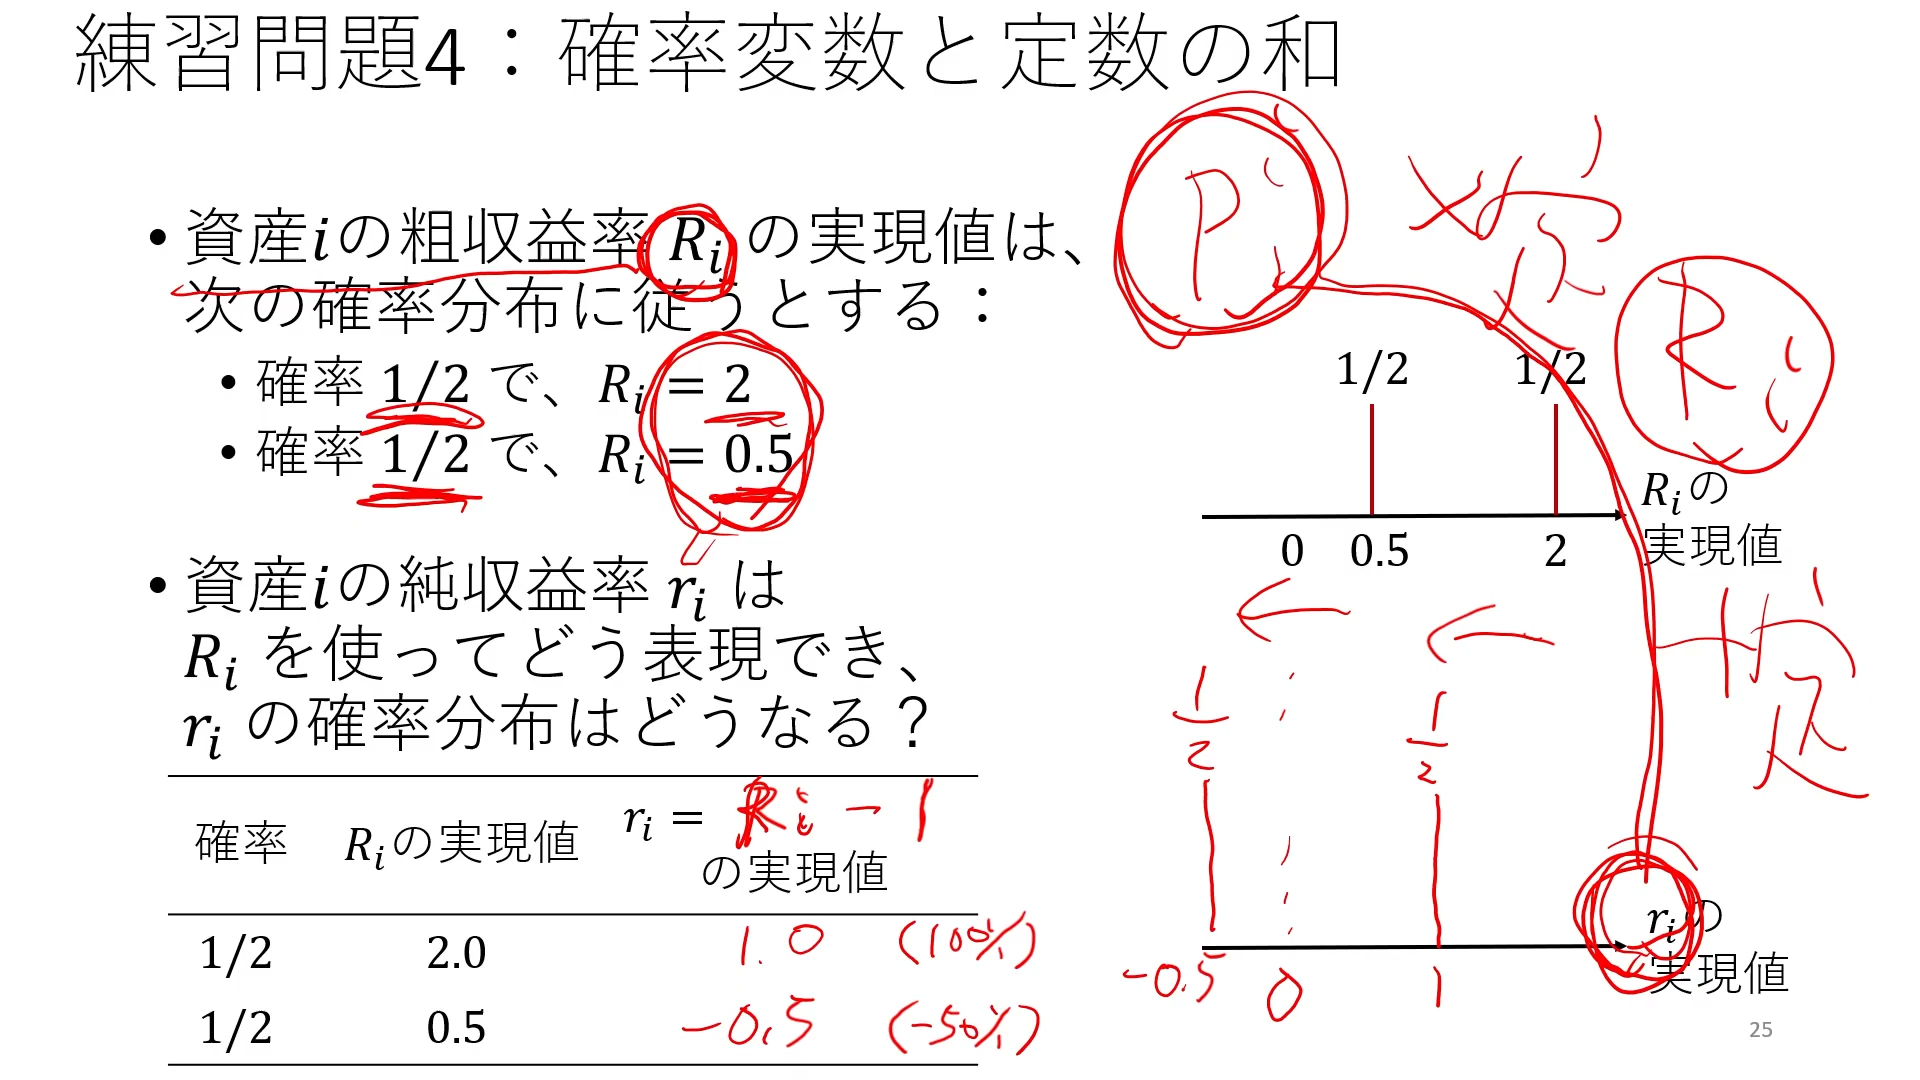 練習問題4：確率変数と定数の和
• 資産iの粗収益率 Rᵢ の実現値は、
次の確率分布に従うとする：
• 確率 1/2 で、Rᵢ = 2
• 確率 1/2 で、Rᵢ = 0.5
• 資産iの純収益率 rᵢ は
Rᵢ を使ってどう表現でき、
rᵢ の確率分布はどうなる？
確率 Rᵢの実現値 rᵢ = Rᵢ − 1
の実現値
1/2 2.0 1.0 (100%)
1/2 0.5 −0.5 (−50%)
Pᵢ
Rᵢ
1/2 1/2
Rᵢの
実現値
0 0.5 2
1/2 1/2
rᵢの
実現値
−0.5 0 1
25